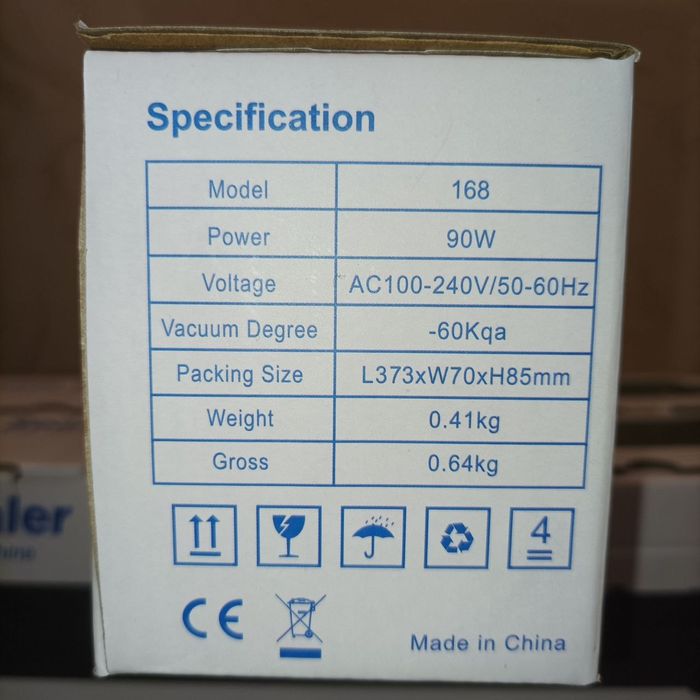 Specification
Model 168
Power 90W
Voltage AC100-240V/50-60Hz
Vacuum Degree -60Kqa
Packing Size L373xW70xH85mm
Weight 0.41kg
Gross 0.64kg
4
CE
Made in China
ler